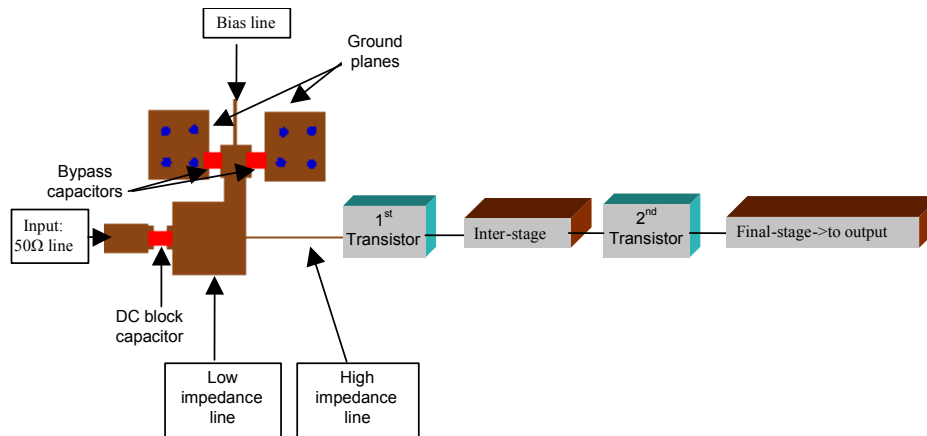 Bias line
Ground
planes
Bypass
capacitors
Input:
50Ω line
1st
Transistor
Inter-stage
2nd
Transistor
Final-stage->to output
DC block
capacitor
Low
impedance
line
High
impedance
line